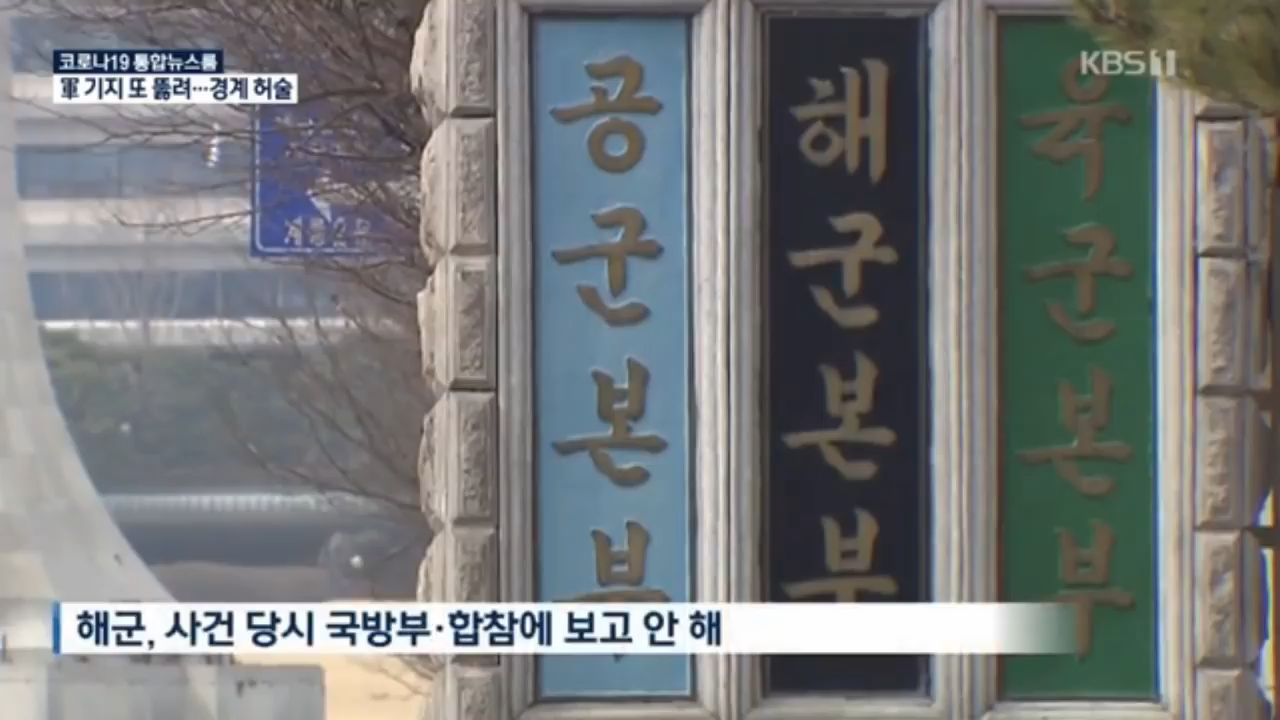 코로나19 통합뉴스룸
軍 기지 또 뚫려…경계 허술
KBS1
공군본부
해군본부
육군본부
해군, 사건 당시 국방부·합참에 보고 안 해